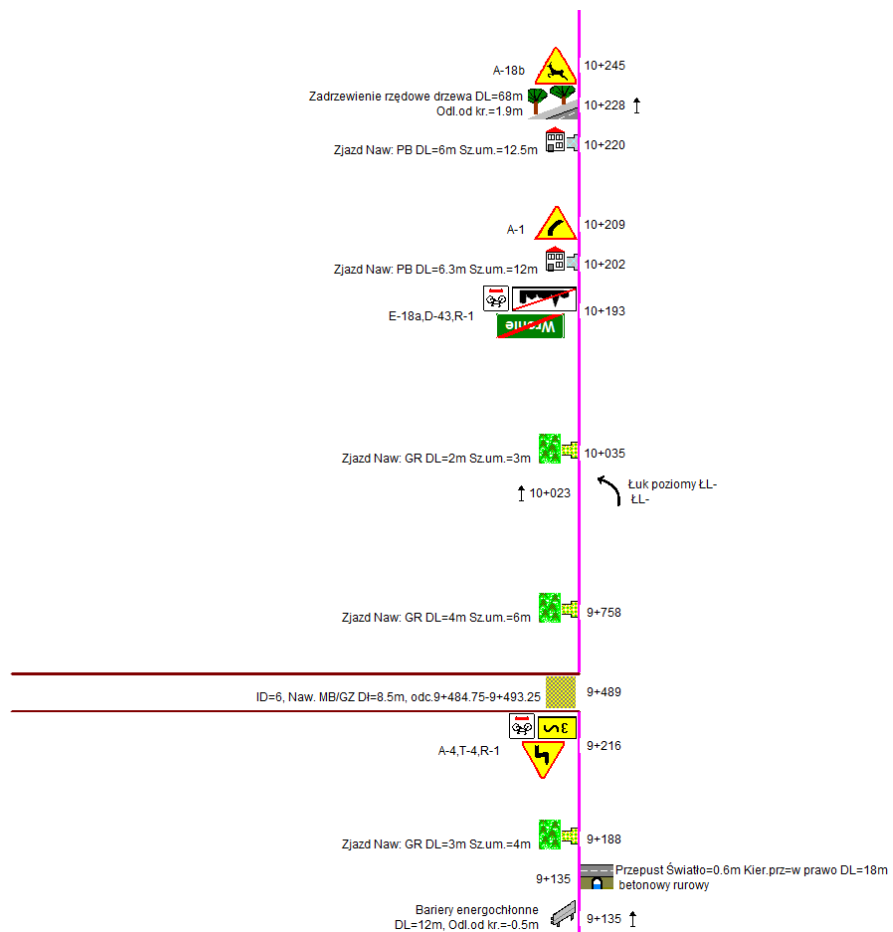 A-18b
10+245
Zadrzewienie rzędowe drzewa DL=68m
Odl.od kr.=1.9m
10+228
Zjazd Naw: PB DL=6m Sz.um.=12.5m
10+220
A-1
10+209
Zjazd Naw: PB DL=6.3m Sz.um.=12m
10+202
E-18a,D-43,R-1
Wronie
10+193
Zjazd Naw: GR DL=2m Sz.um.=3m
10+035
10+023
Łuk poziomy ŁL-
ŁL-
Zjazd Naw: GR DL=4m Sz.um.=6m
9+758
ID=6, Naw. MB/GZ Dł=8.5m, odc.9+484.75-9+493.25
9+489
3
A-4,T-4,R-1
9+216
Zjazd Naw: GR DL=3m Sz.um.=4m
9+188
9+135
Przepust Światło=0.6m Kier.prz=w prawo DL=18m
betonowy rurowy
Bariery energochłonne
DL=12m, Odl.od kr.=-0.5m
9+135